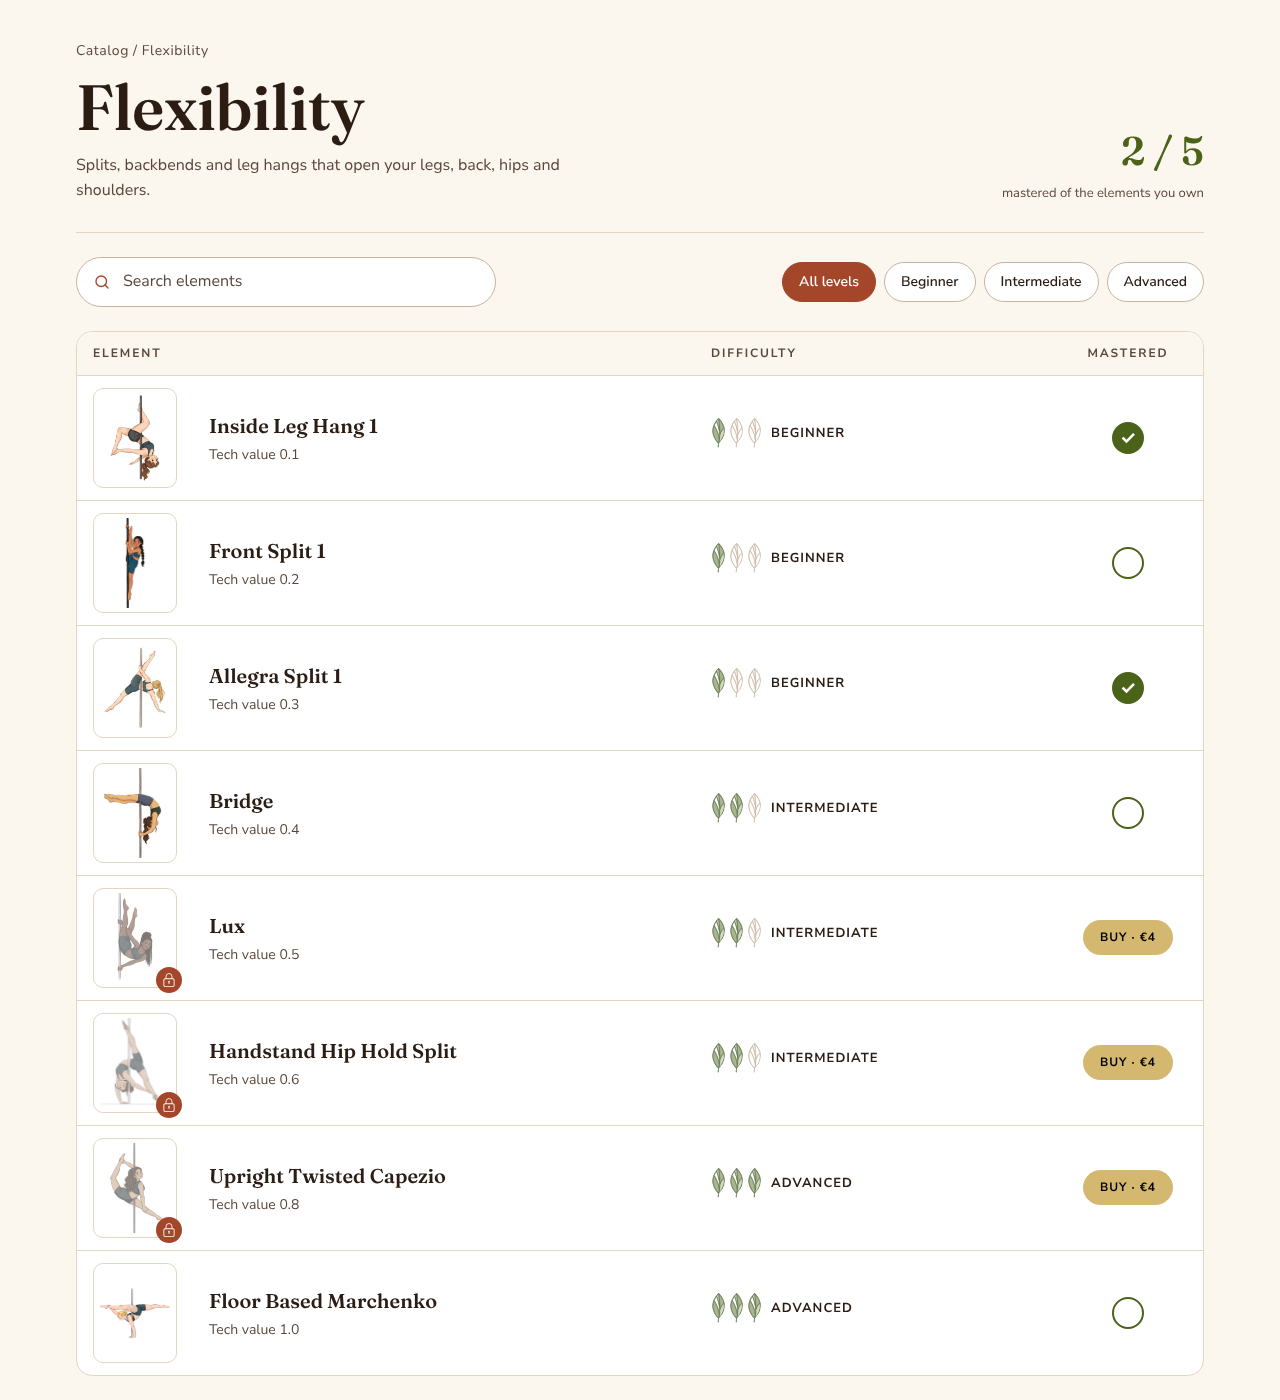 Catalog / Flexibility
Flexibility
Splits, backbends and leg hangs that open your legs, back, hips and
shoulders.
2 / 5
mastered of the elements you own
Search elements
All levels
Beginner
Intermediate
Advanced
ELEMENT
DIFFICULTY
MASTERED
Inside Leg Hang 1
Tech value 0.1
BEGINNER
Front Split 1
Tech value 0.2
BEGINNER
Allegra Split 1
Tech value 0.3
BEGINNER
Bridge
Tech value 0.4
INTERMEDIATE
Lux
Tech value 0.5
INTERMEDIATE
BUY · €4
Handstand Hip Hold Split
Tech value 0.6
INTERMEDIATE
BUY · €4
Upright Twisted Capezio
Tech value 0.8
ADVANCED
BUY · €4
Floor Based Marchenko
Tech value 1.0
ADVANCED